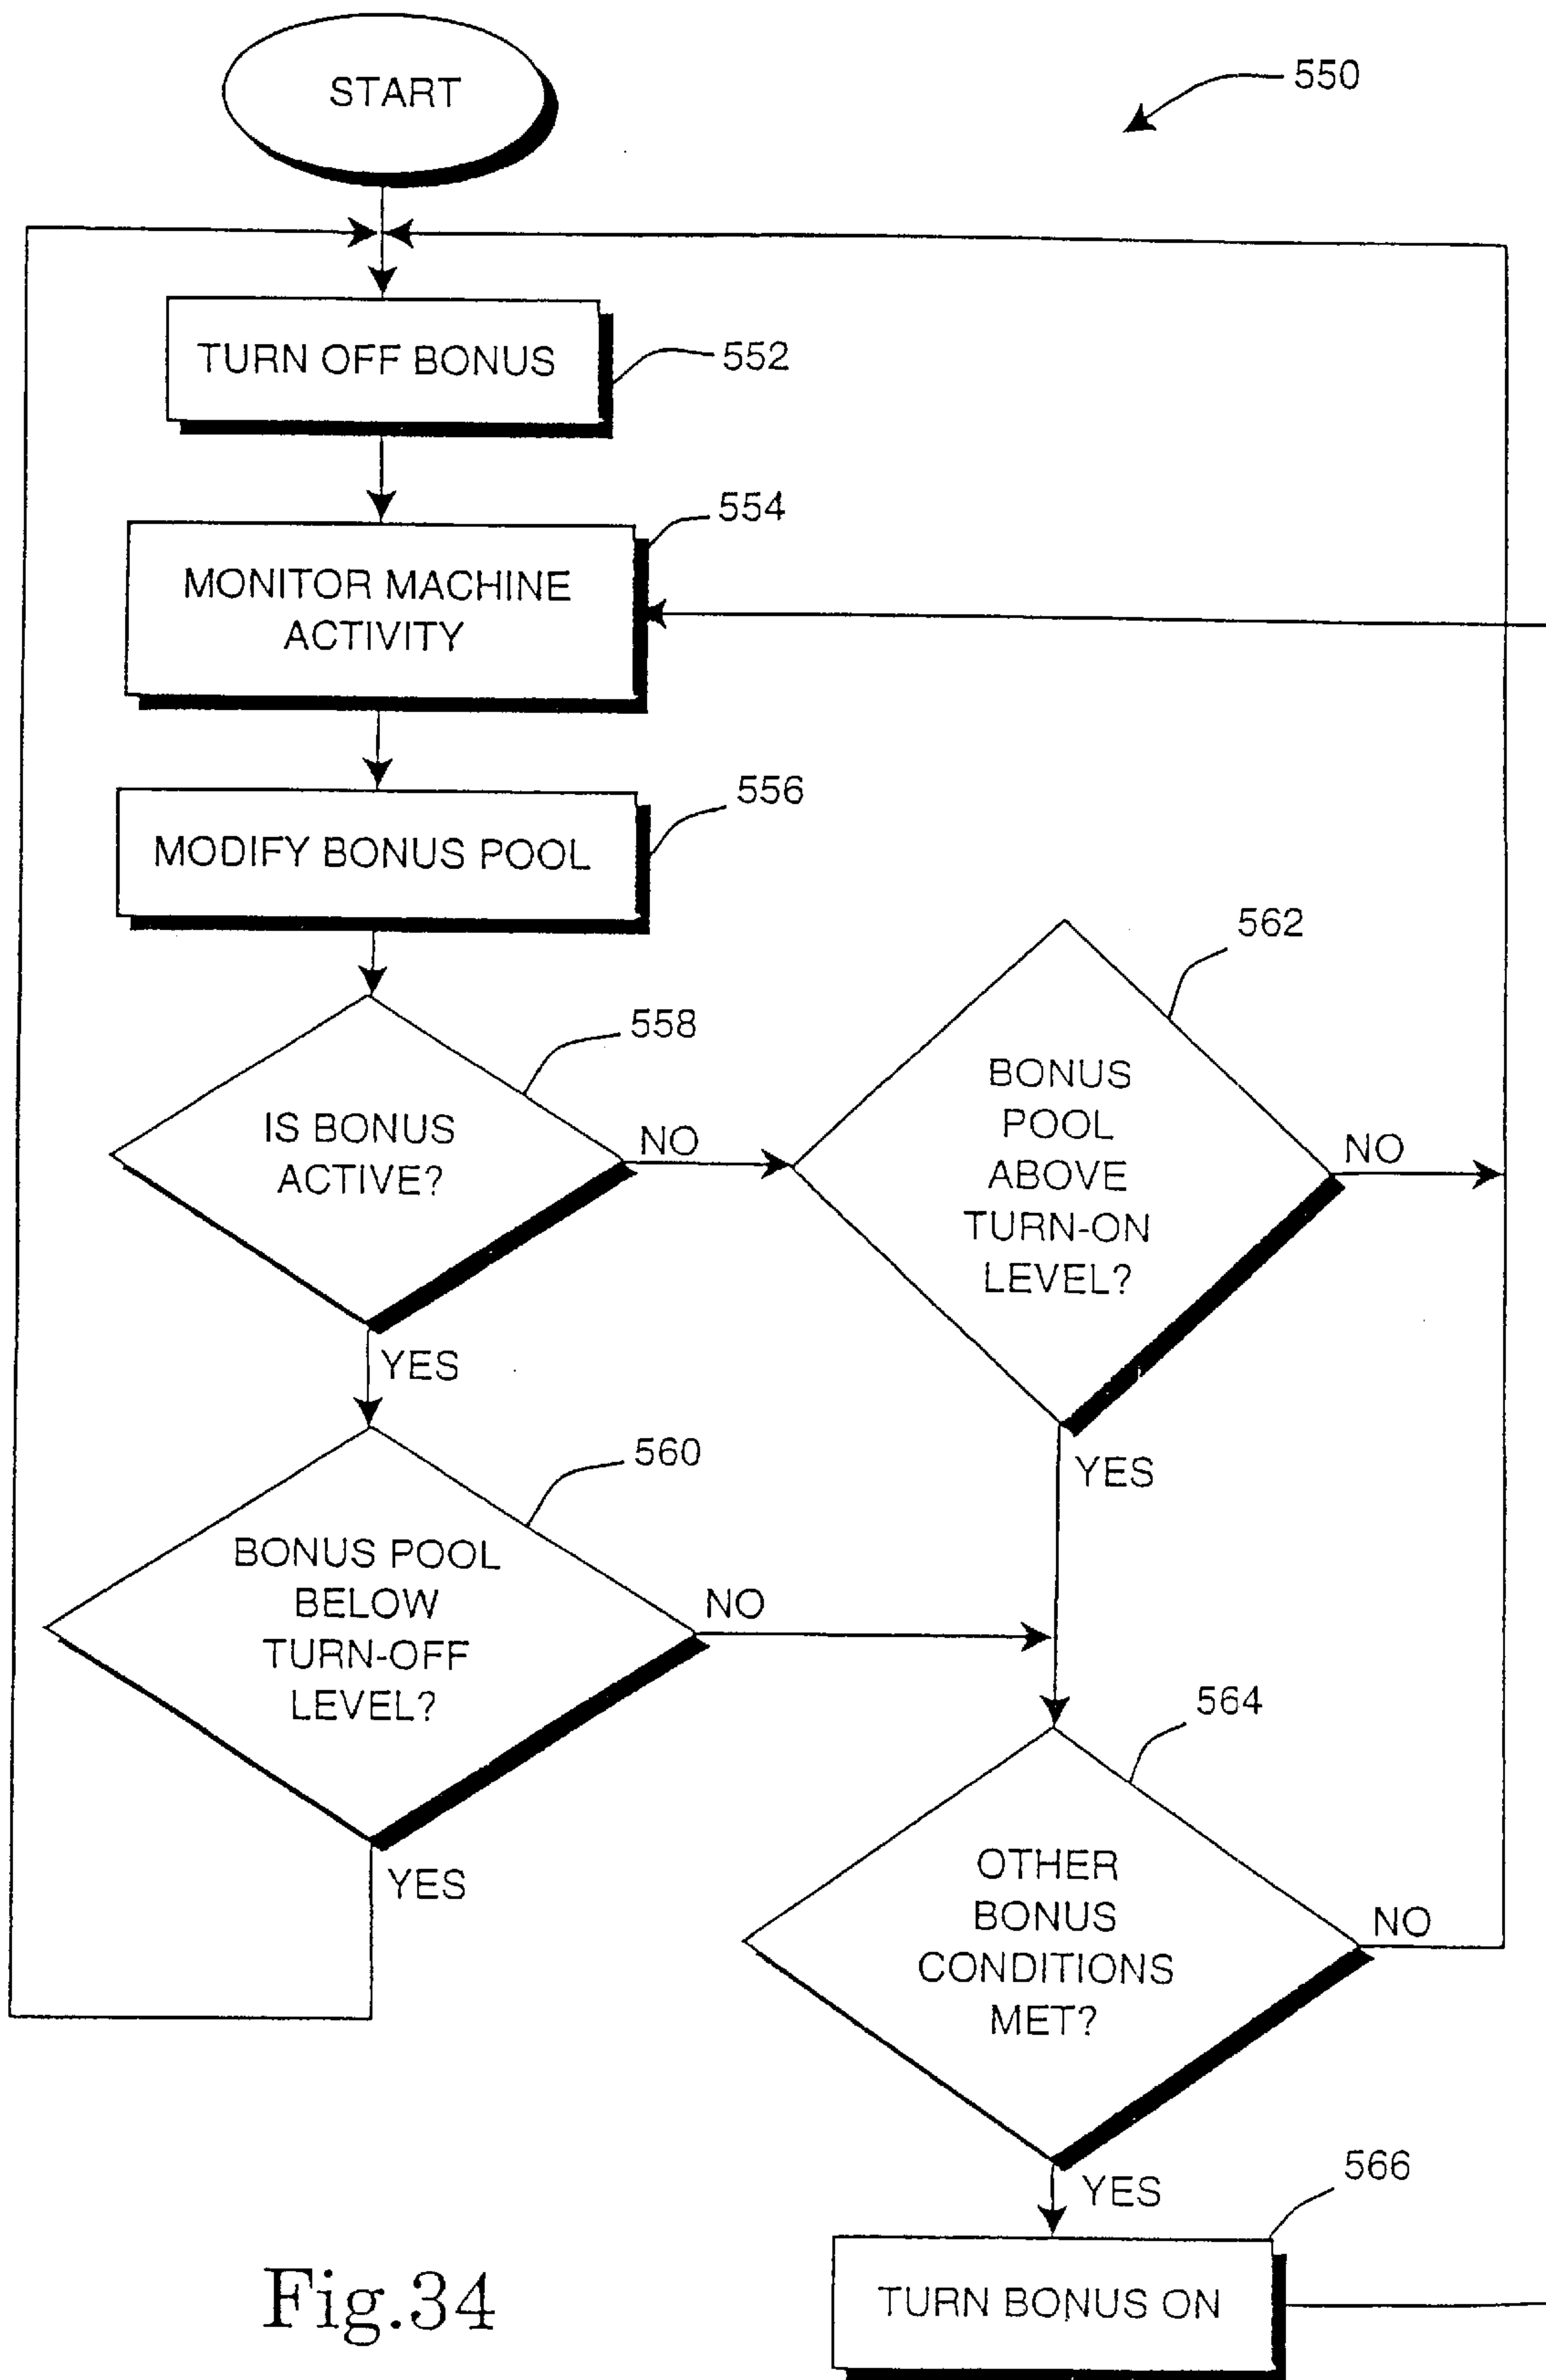 START
550
TURN OFF BONUS
552
554
MONITOR MACHINE
ACTIVITY
556
MODIFY BONUS POOL
562
558
BONUS
POOL
ABOVE
TURN-ON
LEVEL?
IS BONUS
ACTIVE?
NO
NO
YES
560
YES
BONUS POOL
BELOW
TURN-OFF
LEVEL?
NO
564
YES
OTHER
BONUS
CONDITIONS
MET?
NO
566
YES
TURN BONUS ON
Fig.34